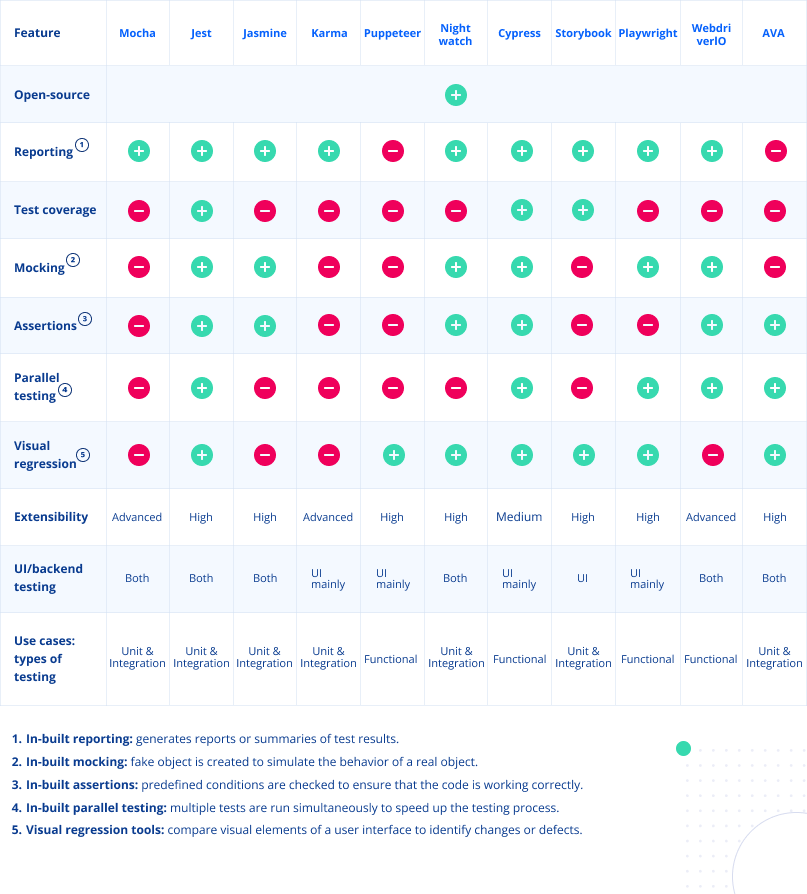 Feature Mocha Jest Jasmine Karma Puppeteer Night watch Cypress Storybook Playwright Webdri verIO AVA
Open-source
Reporting 1
Test coverage
Mocking 2
Assertions 3
Parallel
testing 4
Visual
regression 5
Extensibility Advanced High High Advanced High High Medium High High Advanced High
UI/backend
testing
Both Both Both UI mainly UI mainly Both UI mainly UI UI mainly Both Both
Use cases:
types of
testing
Unit & Integration Unit & Integration Unit & Integration Unit & Integration Functional Unit & Integration Functional Unit & Integration Functional Functional Unit & Integration
1. In-built reporting: generates reports or summaries of test results.
2. In-built mocking: fake object is created to simulate the behavior of a real object.
3. In-built assertions: predefined conditions are checked to ensure that the code is working correctly.
4. In-built parallel testing: multiple tests are run simultaneously to speed up the testing process.
5. Visual regression tools: compare visual elements of a user interface to identify changes or defects.